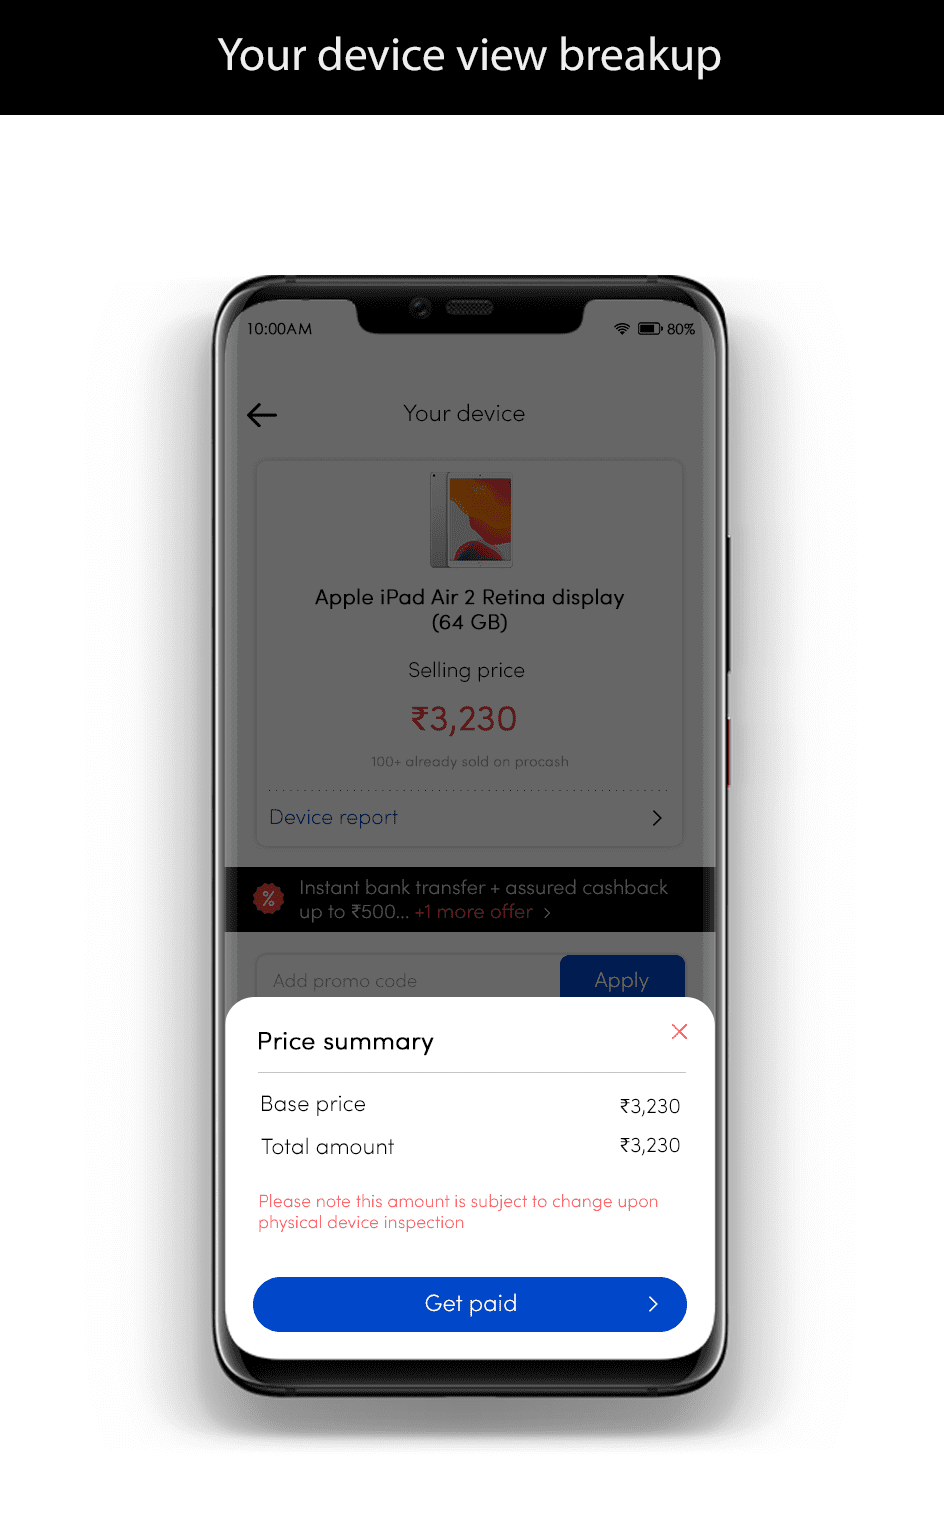 Your device view breakup
10:00AM
80%
Your device
Apple iPad Air 2 Retina display
(64 GB)
Selling price
₹3,230
100+ already sold on procash
Device report
% Instant bank transfer + assured cashback
up to ₹500... +1 more offer >
Add promo code
Apply
Price summary
Base price ₹3,230
Total amount ₹3,230
Please note this amount is subject to change upon
physical device inspection
Get paid